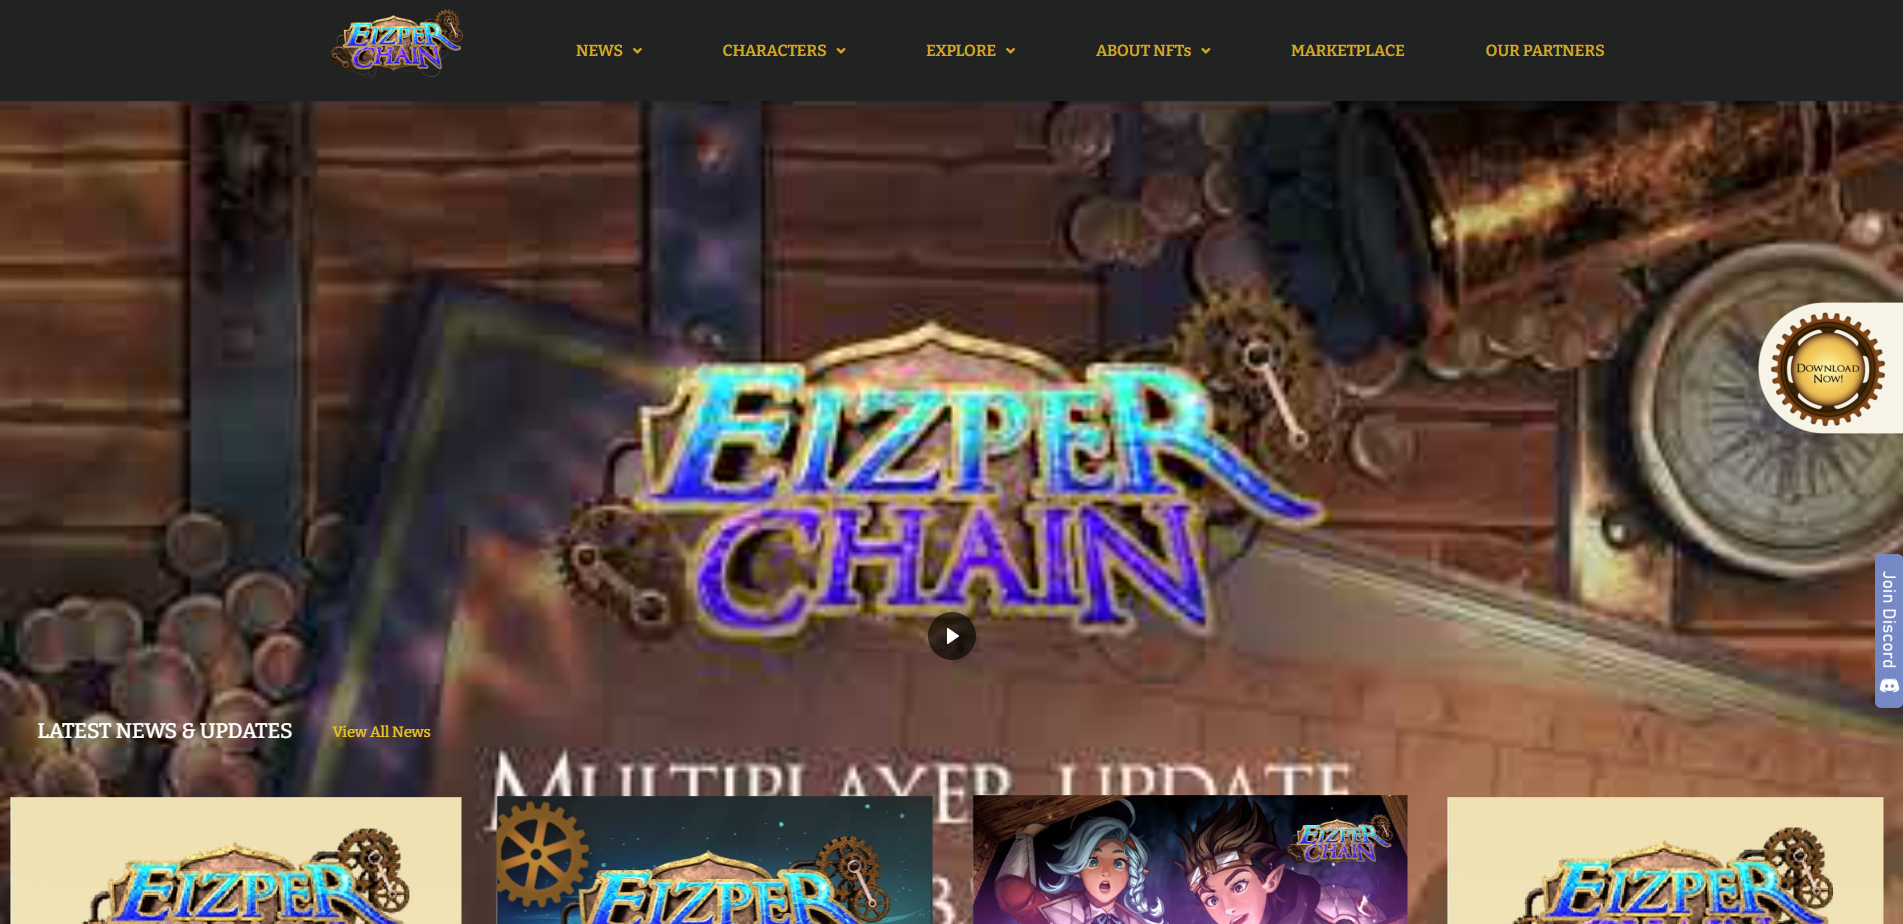 EIZPER
CHAIN
NEWS
CHARACTERS
EXPLORE
ABOUT NFTs
MARKETPLACE
OUR PARTNERS
EIZPER
CHAIN
DOWNLOAD
NOW!
Join Discord
LATEST NEWS & UPDATES
View All News
MULTIPLAYER UPDATE
EIZPER
EIZPER
EIZPER
CHAIN
EIZPER